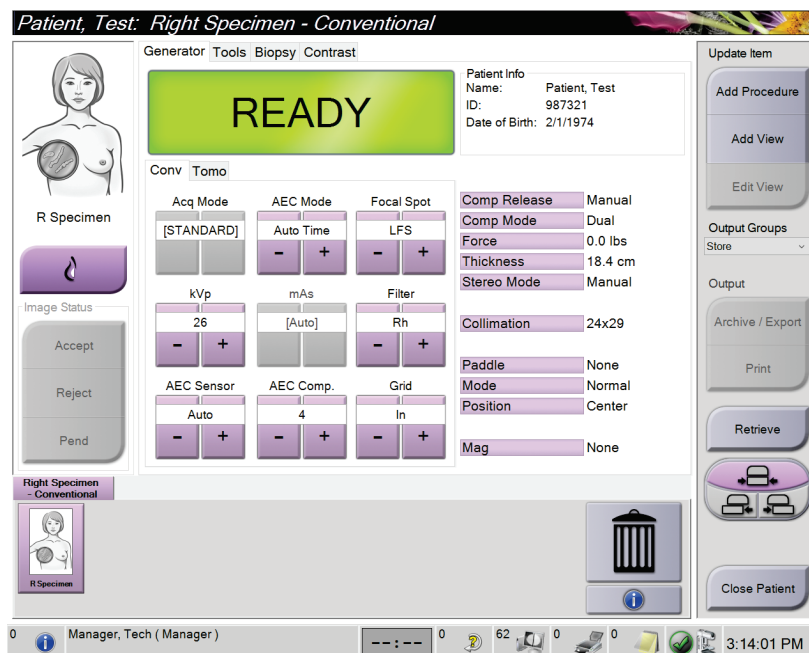 Patient, Test: Right Specimen - Conventional
Generator Tools Biopsy Contrast
READY
Patient Info
Name: Patient, Test
ID: 987321
Date of Birth: 2/1/1974
R Specimen
Image Status
Accept
Reject
Pend
Conv Tomo
Acq Mode AEC Mode Focal Spot
[STANDARD] Auto Time LFS
- + - +
kVp mAs Filter
26 [Auto] Rh
- + - +
AEC Sensor AEC Comp. Grid
Auto 4 In
- + - + - +
Comp Release Manual
Comp Mode Dual
Force 0.0 lbs
Thickness 18.4 cm
Stereo Mode Manual
Collimation 24x29
Paddle None
Mode Normal
Position Center
Mag None
Update Item
Add Procedure
Add View
Edit View
Output Groups
Store
Output
Archive / Export
Print
Retrieve
Close Patient
Right Specimen
- Conventional
R Specimen
0 Manager, Tech ( Manager ) --:-- 0 62 0 0 3:14:01 PM